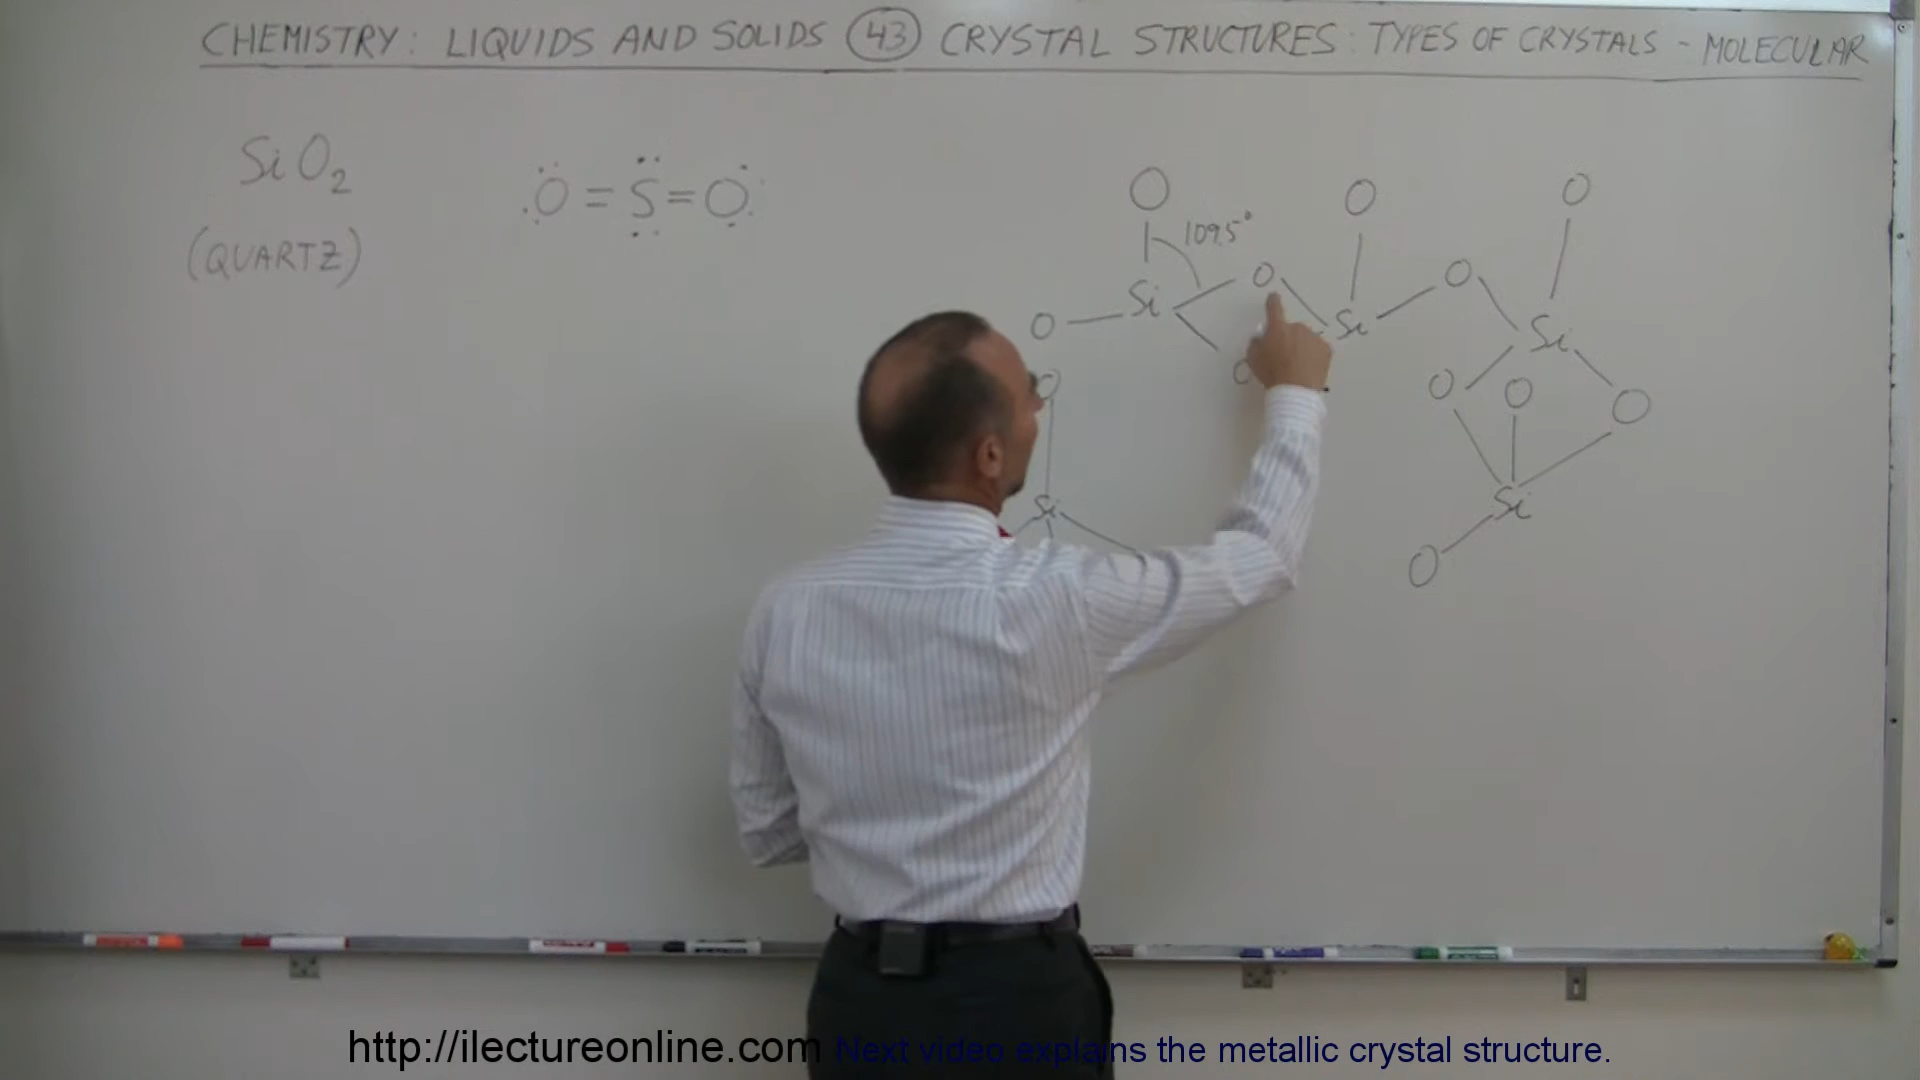 CHEMISTRY: LIQUIDS AND SOLIDS 43 CRYSTAL STRUCTURES: TYPES OF CRYSTALS - MOLECULAR
SiO2
(QUARTZ)
O = S = O
O O O
109.5°
Si O Si O Si
O
O O O O
Si Si
O
http://ilectureonline.com Next video explains the metallic crystal structure.